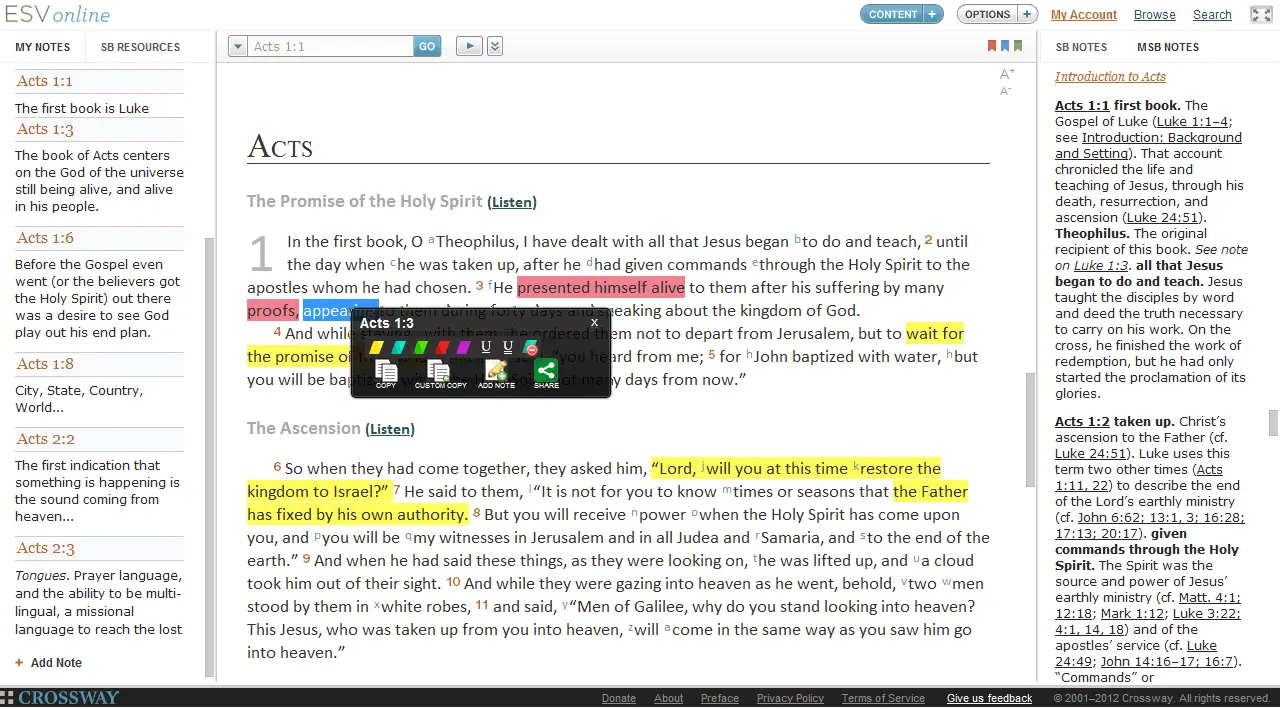 ESV online
CONTENT +
OPTIONS +
My Account
Browse
Search
MY NOTES
SB RESOURCES
Acts 1:1
The first book is Luke
Acts 1:3
The book of Acts centers
on the God of the universe
still being alive, and alive
in his people.
Acts 1:6
Before the Gospel even
went (or the believers got
the Holy Spirit) out there
was a desire to see God
play out his end plan.
Acts 1:8
City, State, Country,
World...
Acts 2:2
The first indication that
something is happening is
the sound coming from
heaven...
Acts 2:3
Tongues. Prayer language,
and the ability to be multi-
lingual, a missional
language to reach the lost
+ Add Note
Acts 1:1
GO
A+
A-
ACTS
The Promise of the Holy Spirit (Listen)
1 In the first book, O aTheophilus, I have dealt with all that Jesus began bto do and teach, 2 until
the day when che was taken up, after he dhad given commands ethrough the Holy Spirit to the
apostles whom he had chosen. 3 fHe presented himself alive to them after his suffering by many
proofs, appearing to them during forty days and speaking about the kingdom of God.
4 And while staying with them he ordered them not to depart from Jerusalem, but to wait for
the promise of "you heard from me; 5 for hJohn baptized with water, hbut
you will be baptized not many days from now.”
Acts 1:3
x
U U
COPY
CUSTOM COPY
ADD NOTE
SHARE
The Ascension (Listen)
6 So when they had come together, they asked him, “Lord, jwill you at this time krestore the
kingdom to Israel?” 7 He said to them, l“It is not for you to know mtimes or seasons that the Father
has fixed by his own authority. 8 But you will receive npower owhen the Holy Spirit has come upon
you, and pyou will be qmy witnesses in Jerusalem and in all Judea and rSamaria, and sto the end of the
earth.” 9 And when he had said these things, as they were looking on, the was lifted up, and ua cloud
took him out of their sight. 10 And while they were gazing into heaven as he went, behold, vtwo wmen
stood by them in xwhite robes, 11 and said, y“Men of Galilee, why do you stand looking into heaven?
This Jesus, who was taken up from you into heaven, zwill acome in the same way as you saw him go
into heaven.”
SB NOTES
MSB NOTES
Introduction to Acts
Acts 1:1 first book. The
Gospel of Luke (Luke 1:1–4;
see Introduction: Background
and Setting). That account
chronicled the life and
teaching of Jesus, through his
death, resurrection, and
ascension (Luke 24:51).
Theophilus. The original
recipient of this book. See note
on Luke 1:3. all that Jesus
began to do and teach. Jesus
taught the disciples by word
and deed the truth necessary
to carry on his work. On the
cross, he finished the work of
redemption, but he had only
started the proclamation of its
glories.
Acts 1:2 taken up. Christ’s
ascension to the Father (cf.
Luke 24:51). Luke uses this
term two other times (Acts
1:11, 22) to describe the end
of the Lord’s earthly ministry
(cf. John 6:62; 13:1, 3; 16:28;
17:13; 20:17). given
commands through the Holy
Spirit. The Spirit was the
source and power of Jesus’
earthly ministry (cf. Matt. 4:1;
12:18; Mark 1:12; Luke 3:22;
4:1, 14, 18) and of the
apostles’ service (cf. Luke
24:49; John 14:16–17; 16:7).
“Commands” or
CROSSWAY
Donate
About
Preface
Privacy Policy
Terms of Service
Give us feedback
© 2001–2012 Crossway. All rights reserved.